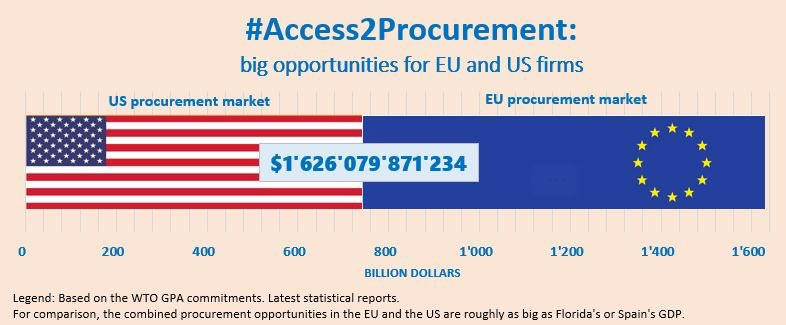 #Access2Procurement:
big opportunities for EU and US firms
US procurement market
EU procurement market
$1'626'079'871'234
0 200 400 600 800 1'000 1'200 1'400 1'600
BILLION DOLLARS
Legend: Based on the WTO GPA commitments. Latest statistical reports.
For comparison, the combined procurement opportunities in the EU and the US are roughly as big as Florida's or Spain's GDP.